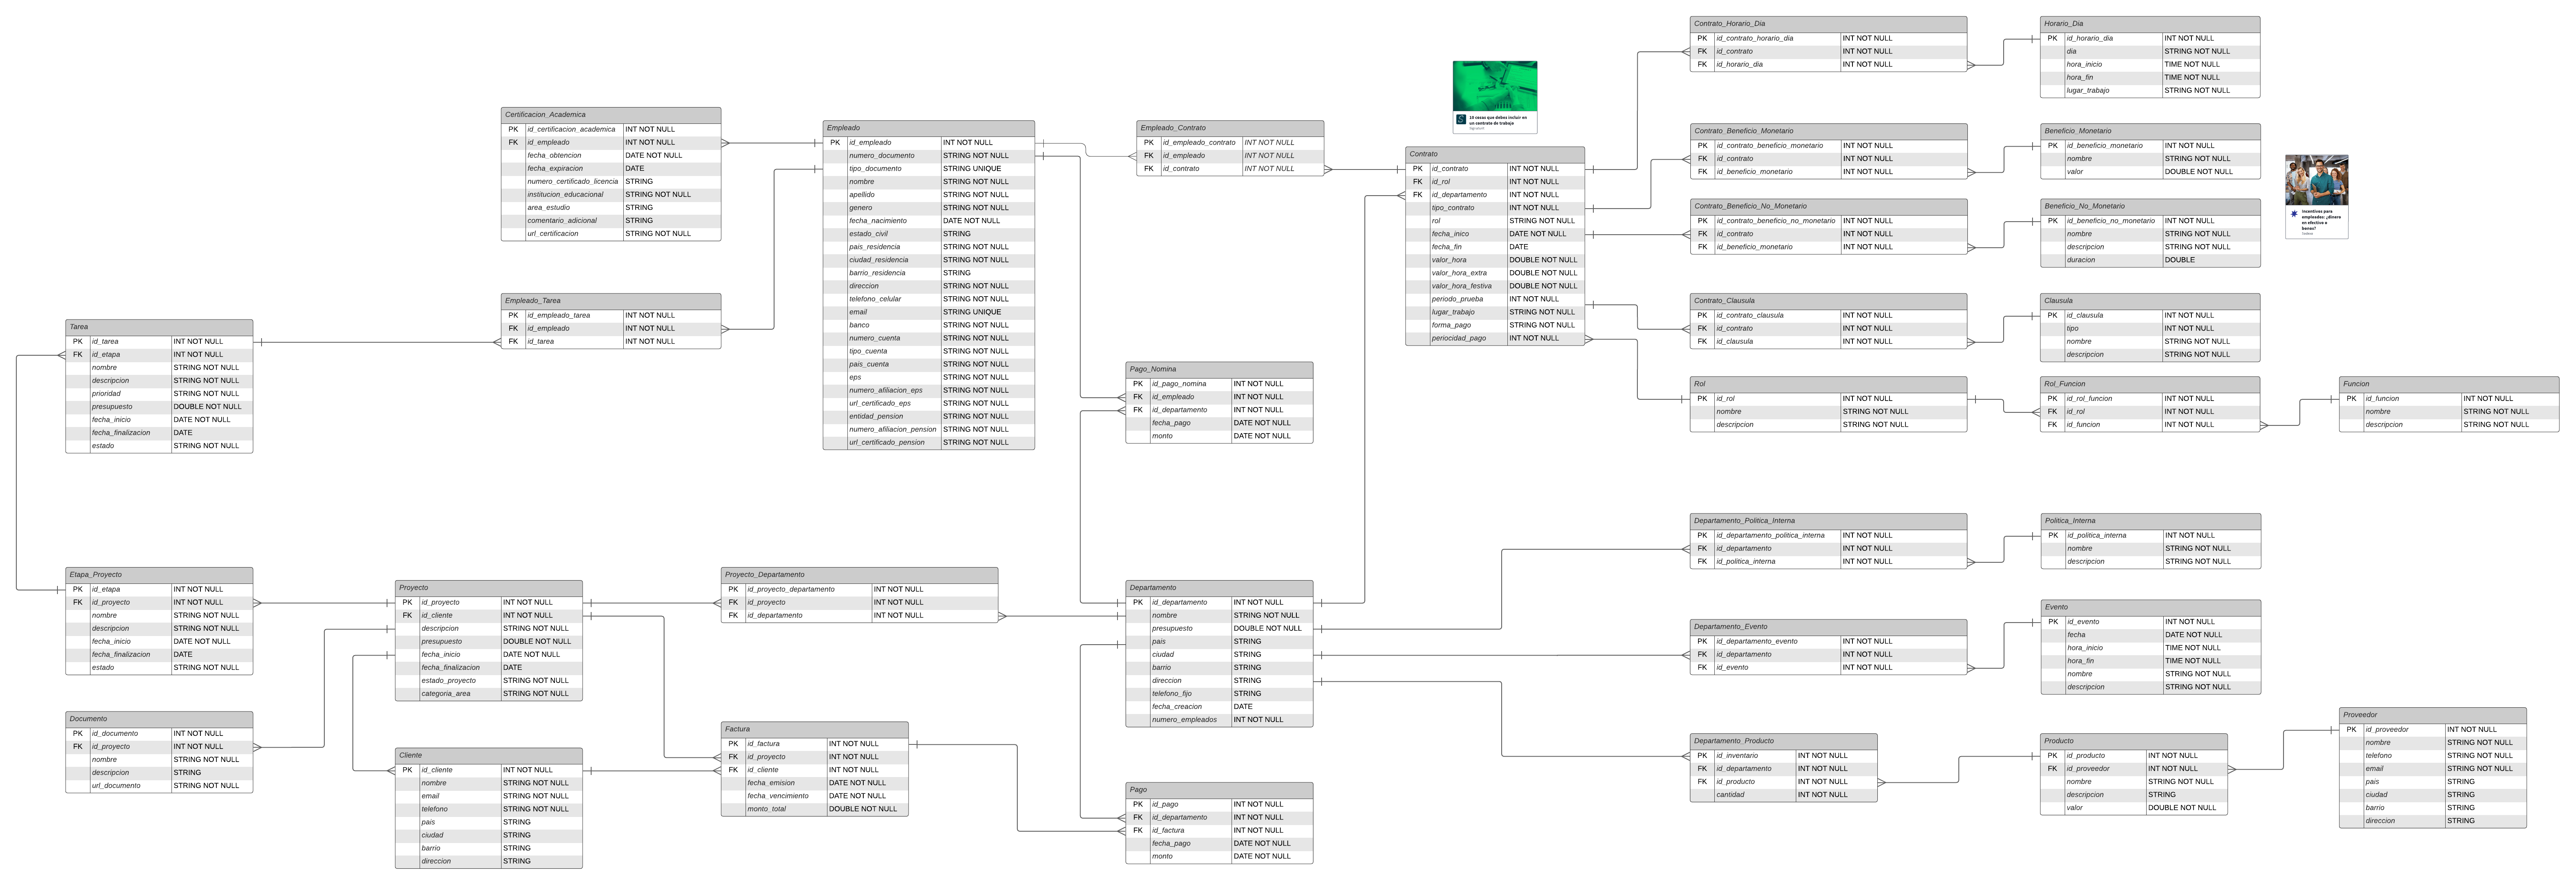 Contrato_Horario_Dia
PK id_contrato_horario_dia INT NOT NULL
FK id_contrato INT NOT NULL
FK id_horario_dia INT NOT NULL
Horario_Dia
PK id_horario_dia INT NOT NULL
dia STRING NOT NULL
hora_inicio TIME NOT NULL
hora_fin TIME NOT NULL
lugar_trabajo STRING NOT NULL
10 cosas que debes incluir en
un contrato de trabajo
Certificacion_Academica
PK id_certificacion_academica INT NOT NULL
FK id_empleado INT NOT NULL
fecha_obtencion DATE NOT NULL
fecha_expiracion DATE
numero_certificado_licencia STRING
institucion_educacional STRING NOT NULL
area_estudio STRING
comentario_adicional STRING
url_certificacion STRING NOT NULL
Empleado
PK id_empleado INT NOT NULL
numero_documento STRING NOT NULL
tipo_documento STRING UNIQUE
nombre STRING NOT NULL
apellido STRING NOT NULL
genero STRING NOT NULL
fecha_nacimiento DATE NOT NULL
estado_civil STRING
pais_residencia STRING NOT NULL
ciudad_residencia STRING NOT NULL
barrio_residencia STRING
direccion STRING NOT NULL
telefono_celular STRING NOT NULL
email STRING UNIQUE
banco STRING NOT NULL
numero_cuenta STRING NOT NULL
tipo_cuenta STRING NOT NULL
pais_cuenta STRING NOT NULL
eps STRING NOT NULL
numero_afiliacion_eps STRING NOT NULL
url_certificado_eps STRING NOT NULL
entidad_pension STRING NOT NULL
numero_afiliacion_pension STRING NOT NULL
url_certificado_pension STRING NOT NULL
Empleado_Contrato
PK id_empleado_contrato INT NOT NULL
FK id_empleado INT NOT NULL
FK id_contrato INT NOT NULL
Contrato
PK id_contrato INT NOT NULL
FK id_rol INT NOT NULL
FK id_departamento INT NOT NULL
tipo_contrato INT NOT NULL
rol STRING NOT NULL
fecha_inico DATE NOT NULL
fecha_fin DATE
valor_hora DOUBLE NOT NULL
valor_hora_extra DOUBLE NOT NULL
valor_hora_festiva DOUBLE NOT NULL
periodo_prueba INT NOT NULL
lugar_trabajo STRING NOT NULL
forma_pago STRING NOT NULL
periocidad_pago INT NOT NULL
Contrato_Beneficio_Monetario
PK id_contrato_beneficio_monetario INT NOT NULL
FK id_contrato INT NOT NULL
FK id_beneficio_monetario INT NOT NULL
Beneficio_Monetario
PK id_beneficio_monetario INT NOT NULL
nombre STRING NOT NULL
valor DOUBLE NOT NULL
Incentivos para
empleados: ¿dinero
en efectivo o
bonos?
Contrato_Beneficio_No_Monetario
PK id_contrato_beneficio_no_monetario INT NOT NULL
FK id_contrato INT NOT NULL
FK id_beneficio_monetario INT NOT NULL
Beneficio_No_Monetario
PK id_beneficio_no_monetario INT NOT NULL
nombre STRING NOT NULL
descripcion STRING NOT NULL
duracion DOUBLE
Contrato_Clausula
PK id_contrato_clausula INT NOT NULL
FK id_contrato INT NOT NULL
FK id_clausula INT NOT NULL
Clausula
PK id_clausula INT NOT NULL
tipo INT NOT NULL
nombre STRING NOT NULL
descripcion STRING NOT NULL
Tarea
PK id_tarea INT NOT NULL
FK id_etapa INT NOT NULL
nombre STRING NOT NULL
descripcion STRING NOT NULL
prioridad STRING NOT NULL
presupuesto DOUBLE NOT NULL
fecha_inicio DATE NOT NULL
fecha_finalizacion DATE
estado STRING NOT NULL
Empleado_Tarea
PK id_empleado_tarea INT NOT NULL
FK id_empleado INT NOT NULL
FK id_tarea INT NOT NULL
Pago_Nomina
PK id_pago_nomina INT NOT NULL
FK id_empleado INT NOT NULL
FK id_departamento INT NOT NULL
fecha_pago DATE NOT NULL
monto DATE NOT NULL
Rol
PK id_rol INT NOT NULL
nombre STRING NOT NULL
descripcion STRING NOT NULL
Rol_Funcion
PK id_rol_funcion INT NOT NULL
FK id_rol INT NOT NULL
FK id_funcion INT NOT NULL
Funcion
PK id_funcion INT NOT NULL
nombre STRING NOT NULL
descripcion STRING NOT NULL
Departamento_Politica_Interna
PK id_departamento_politica_interna INT NOT NULL
FK id_departamento INT NOT NULL
FK id_politica_interna INT NOT NULL
Politica_Interna
PK id_politica_interna INT NOT NULL
nombre STRING NOT NULL
descripcion STRING NOT NULL
Etapa_Proyecto
PK id_etapa INT NOT NULL
FK id_proyecto INT NOT NULL
nombre STRING NOT NULL
descripcion STRING NOT NULL
fecha_inicio DATE NOT NULL
fecha_finalizacion DATE
estado STRING NOT NULL
Proyecto
PK id_proyecto INT NOT NULL
FK id_cliente INT NOT NULL
descripcion STRING NOT NULL
presupuesto DOUBLE NOT NULL
fecha_inicio DATE NOT NULL
fecha_finalizacion DATE
estado_proyecto STRING NOT NULL
categoria_area STRING NOT NULL
Proyecto_Departamento
PK id_proyecto_departamento INT NOT NULL
FK id_proyecto INT NOT NULL
FK id_departamento INT NOT NULL
Departamento
PK id_departamento INT NOT NULL
nombre STRING NOT NULL
presupuesto DOUBLE NOT NULL
pais STRING
ciudad STRING
barrio STRING
direccion STRING
telefono_fijo STRING
fecha_creacion DATE
numero_empleados INT NOT NULL
Departamento_Evento
PK id_departamento_evento INT NOT NULL
FK id_departamento INT NOT NULL
FK id_evento INT NOT NULL
Evento
PK id_evento INT NOT NULL
fecha DATE NOT NULL
hora_inicio TIME NOT NULL
hora_fin TIME NOT NULL
nombre STRING NOT NULL
descripcion STRING NOT NULL
Documento
PK id_documento INT NOT NULL
FK id_proyecto INT NOT NULL
nombre STRING NOT NULL
descripcion STRING
url_documento STRING NOT NULL
Cliente
PK id_cliente INT NOT NULL
nombre STRING NOT NULL
email STRING NOT NULL
telefono STRING NOT NULL
pais STRING
ciudad STRING
barrio STRING
direccion STRING
Factura
PK id_factura INT NOT NULL
FK id_proyecto INT NOT NULL
FK id_cliente INT NOT NULL
fecha_emision DATE NOT NULL
fecha_vencimiento DATE NOT NULL
monto_total DOUBLE NOT NULL
Pago
PK id_pago INT NOT NULL
FK id_departamento INT NOT NULL
FK id_factura INT NOT NULL
fecha_pago DATE NOT NULL
monto DATE NOT NULL
Departamento_Producto
PK id_inventario INT NOT NULL
FK id_departamento INT NOT NULL
FK id_producto INT NOT NULL
cantidad INT NOT NULL
Producto
PK id_producto INT NOT NULL
FK id_proveedor INT NOT NULL
nombre STRING NOT NULL
descripcion STRING
valor DOUBLE NOT NULL
Proveedor
PK id_proveedor INT NOT NULL
nombre STRING NOT NULL
telefono STRING NOT NULL
email STRING NOT NULL
pais STRING
ciudad STRING
barrio STRING
direccion STRING